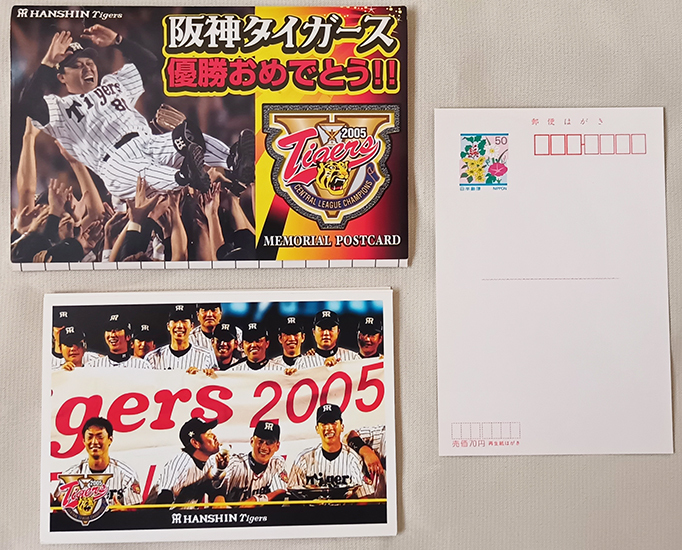 HANSHIN Tigers
阪神タイガース
優勝おめでとう!!
Tigers
81
2005
Tigers
CENTRAL LEAGUE CHAMPIONS
MEMORIAL POSTCARD
igers 2005
Tigers
2005
Tigers
HANSHIN Tigers
郵便はがき
50
日本郵便 NIPPON
売価70円 再生紙はがき